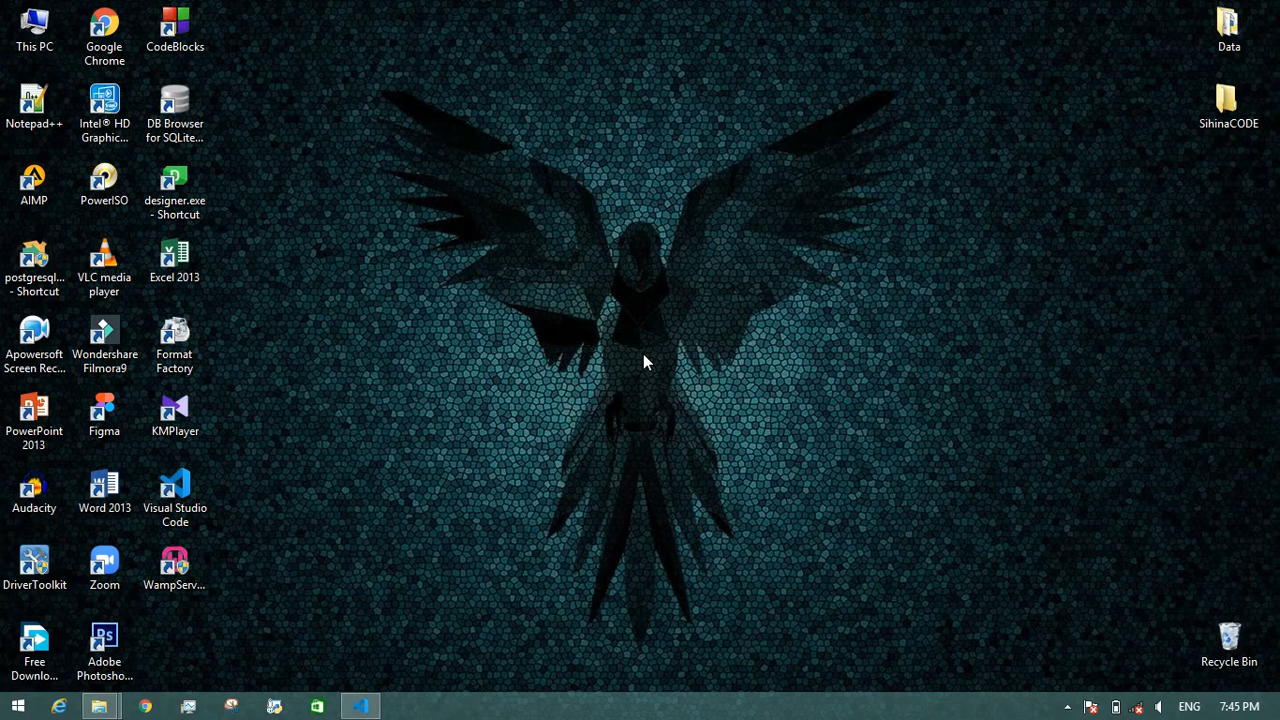 This PC
Google
Chrome
CodeBlocks
Data
Notepad++
Intel® HD
Graphic...
DB Browser
for SQLite...
SihinaCODE
AIMP
PowerISO
designer.exe
- Shortcut
postgresql...
- Shortcut
VLC media
player
Excel 2013
Apowersoft
Screen Rec...
Wondershare
Filmora9
Format
Factory
PowerPoint
2013
Figma
KMPlayer
Audacity
Word 2013
Visual Studio
Code
DriverToolkit
Zoom
WampServ...
Free
Downlo...
Adobe
Photosho...
Recycle Bin
ENG
7:45 PM